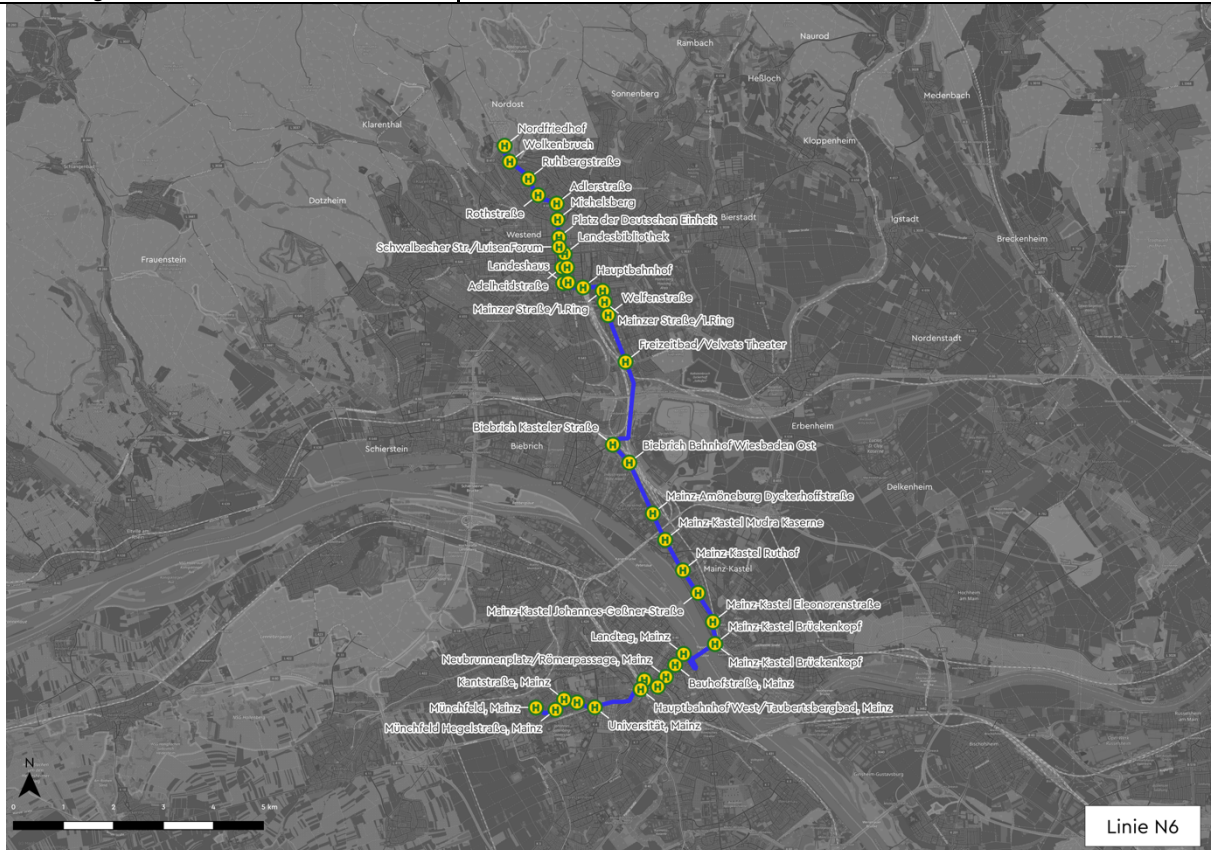 Rambach
Naurod
Heßloch
Medenbach
Sonnenberg
Nordost
Klarenthal
Kloppenheim
Nordfriedhof
Wolkenbruch
Ruhbergstraße
Dotzheim
Adlerstraße
Michelsberg
Rothstraße
Platz der Deutschen Einheit
Bierstadt
Igstadt
Westend
Landesbibliothek
Breckenheim
Schwalbacher Str./LuisenForum
Frauenstein
Landeshaus
Hauptbahnhof
Adelheidstraße
Welfenstraße
Mainzer Straße/1.Ring
Mainzer Straße/1.Ring
Nordenstadt
Freizeitbad/Velvets Theater
Biebrich Kasteler Straße
Erbenheim
Schierstein
Biebrich
Biebrich Bahnhof Wiesbaden Ost
Delkenheim
Mainz-Amöneburg Dyckerhoffstraße
Mainz-Kastel Mudra Kaserne
Mainz-Kastel Ruthof
Mainz-Kastel
Hochheim
am Main
Mainz-Kastel Johannes-Goßner-Straße
Mainz-Kastel Eleonorenstraße
Mainz-Kastel Brückenkopf
Landtag, Mainz
Neubrunnenplatz/Römerpassage, Mainz
Mainz-Kastel Brückenkopf
Kantstraße, Mainz
Bauhofstraße, Mainz
Münchfeld, Mainz
Hauptbahnhof West/Taubertsbergbad, Mainz
Münchfeld Hegelstraße, Mainz
Universität, Mainz
N
0 1 2 3 4 5 km
Linie N6